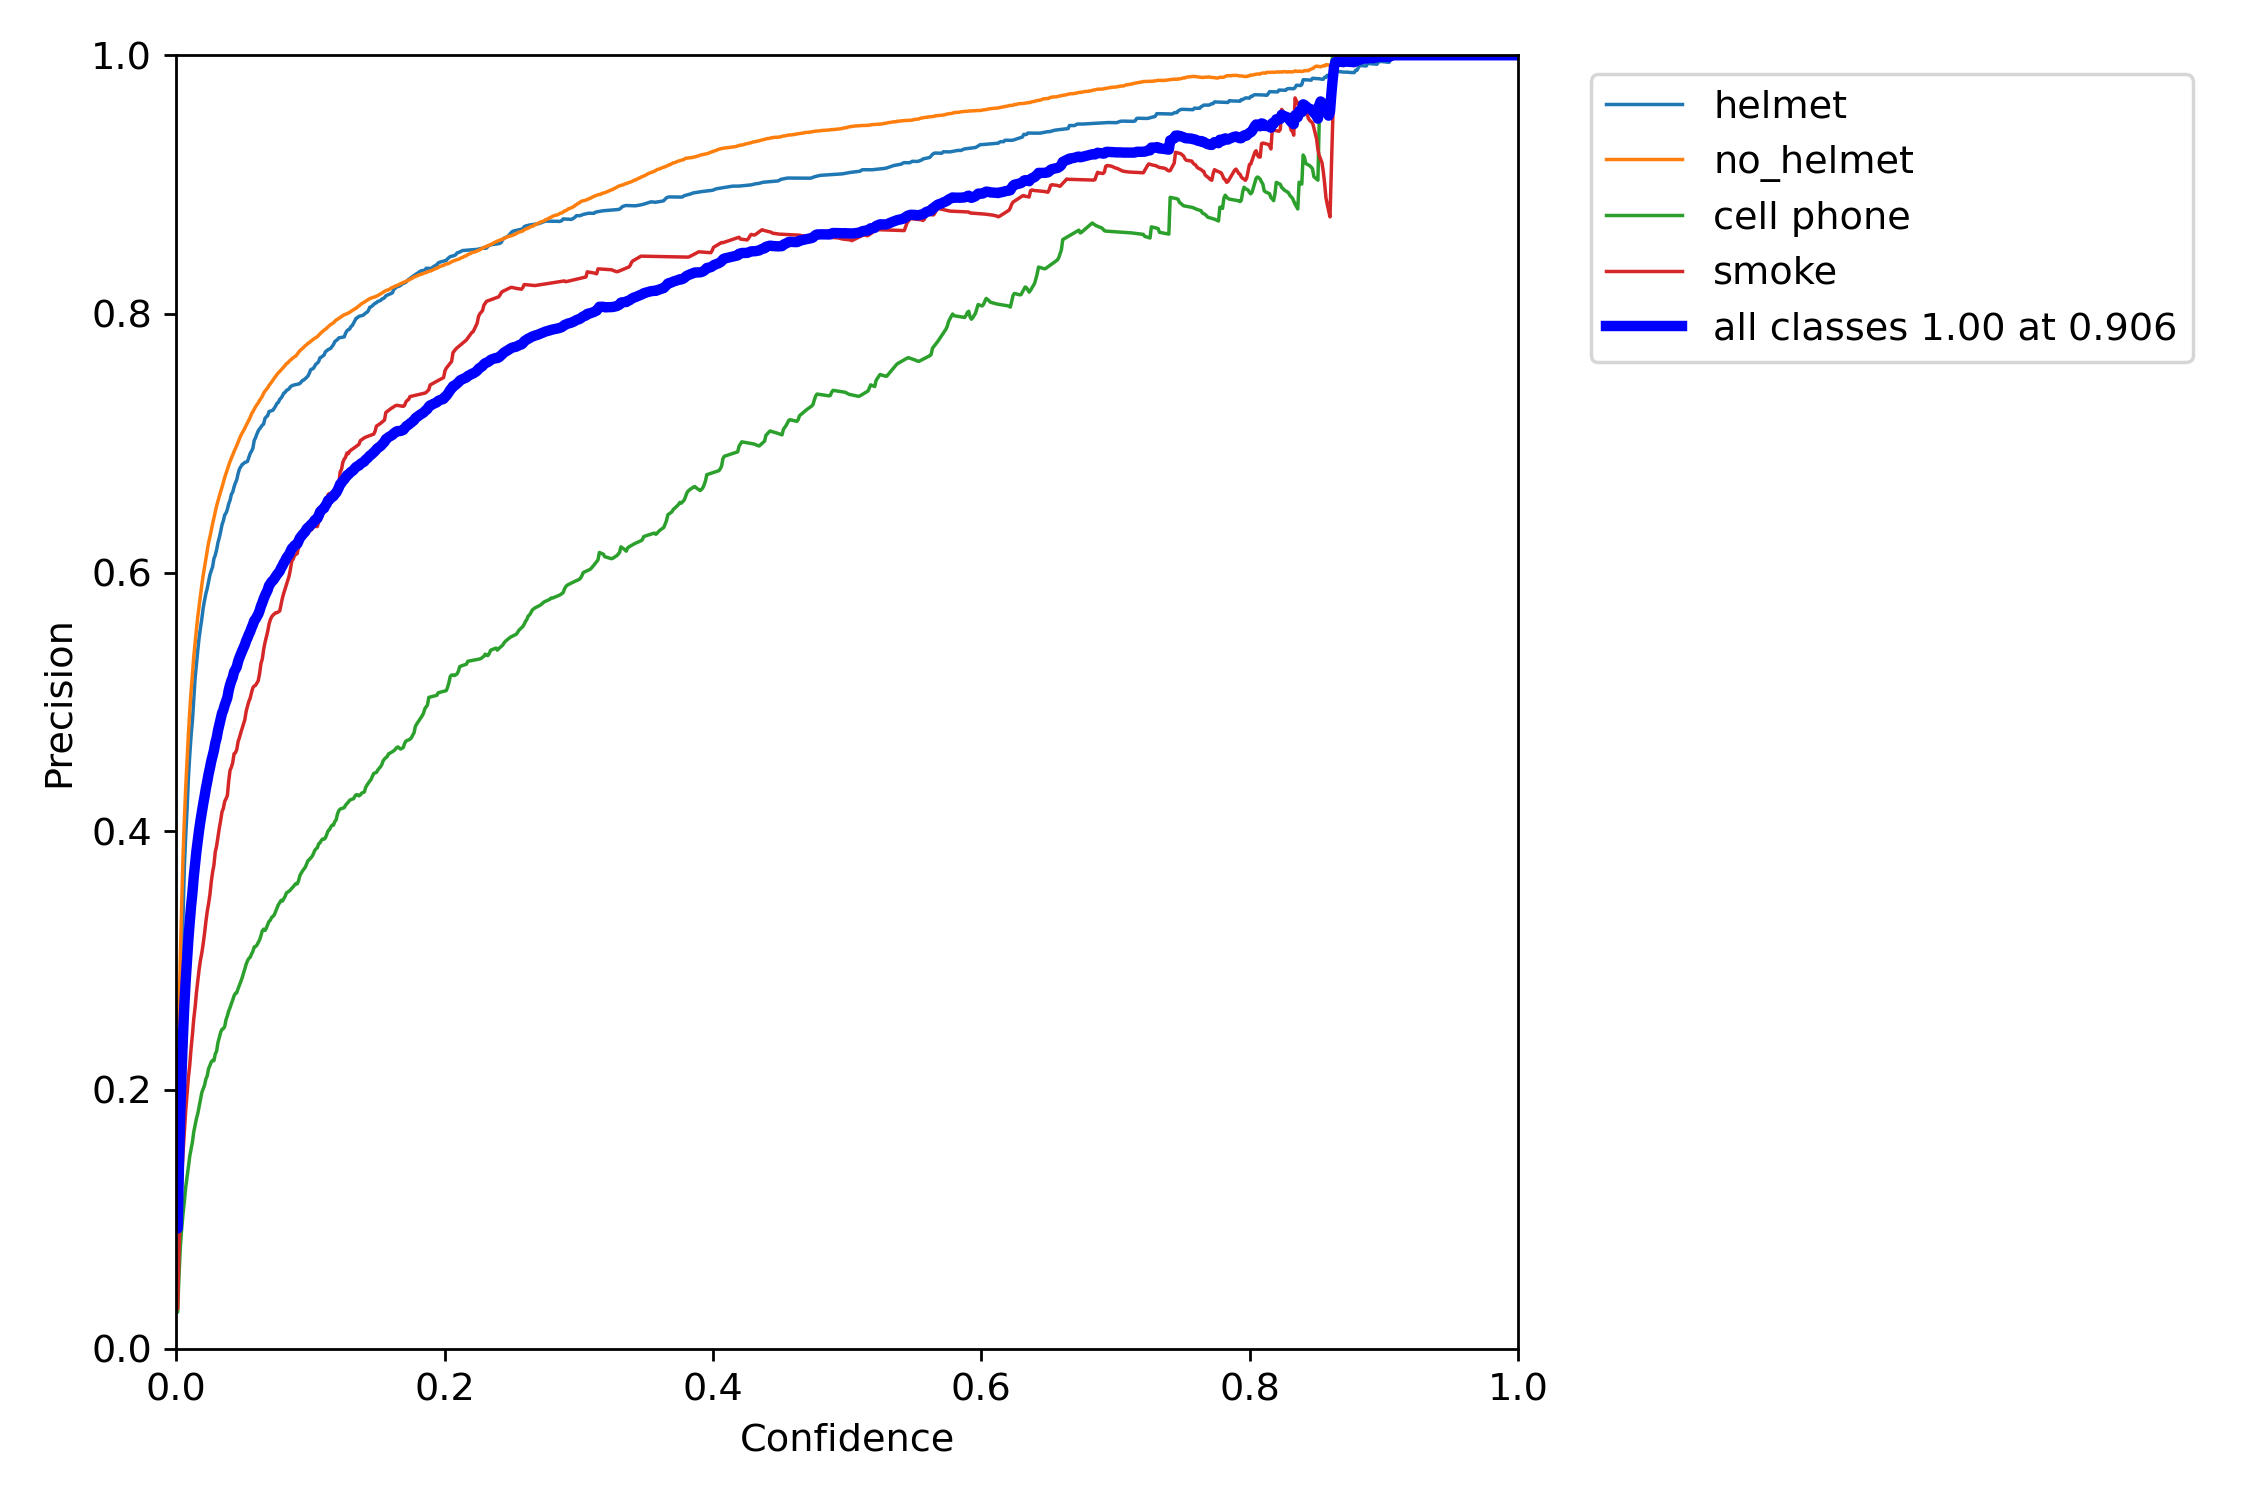 1.0
0.8
0.6
0.4
0.2
0.0
Precision
0.0 0.2 0.4 0.6 0.8 1.0
Confidence
helmet
no_helmet
cell phone
smoke
all classes 1.00 at 0.906